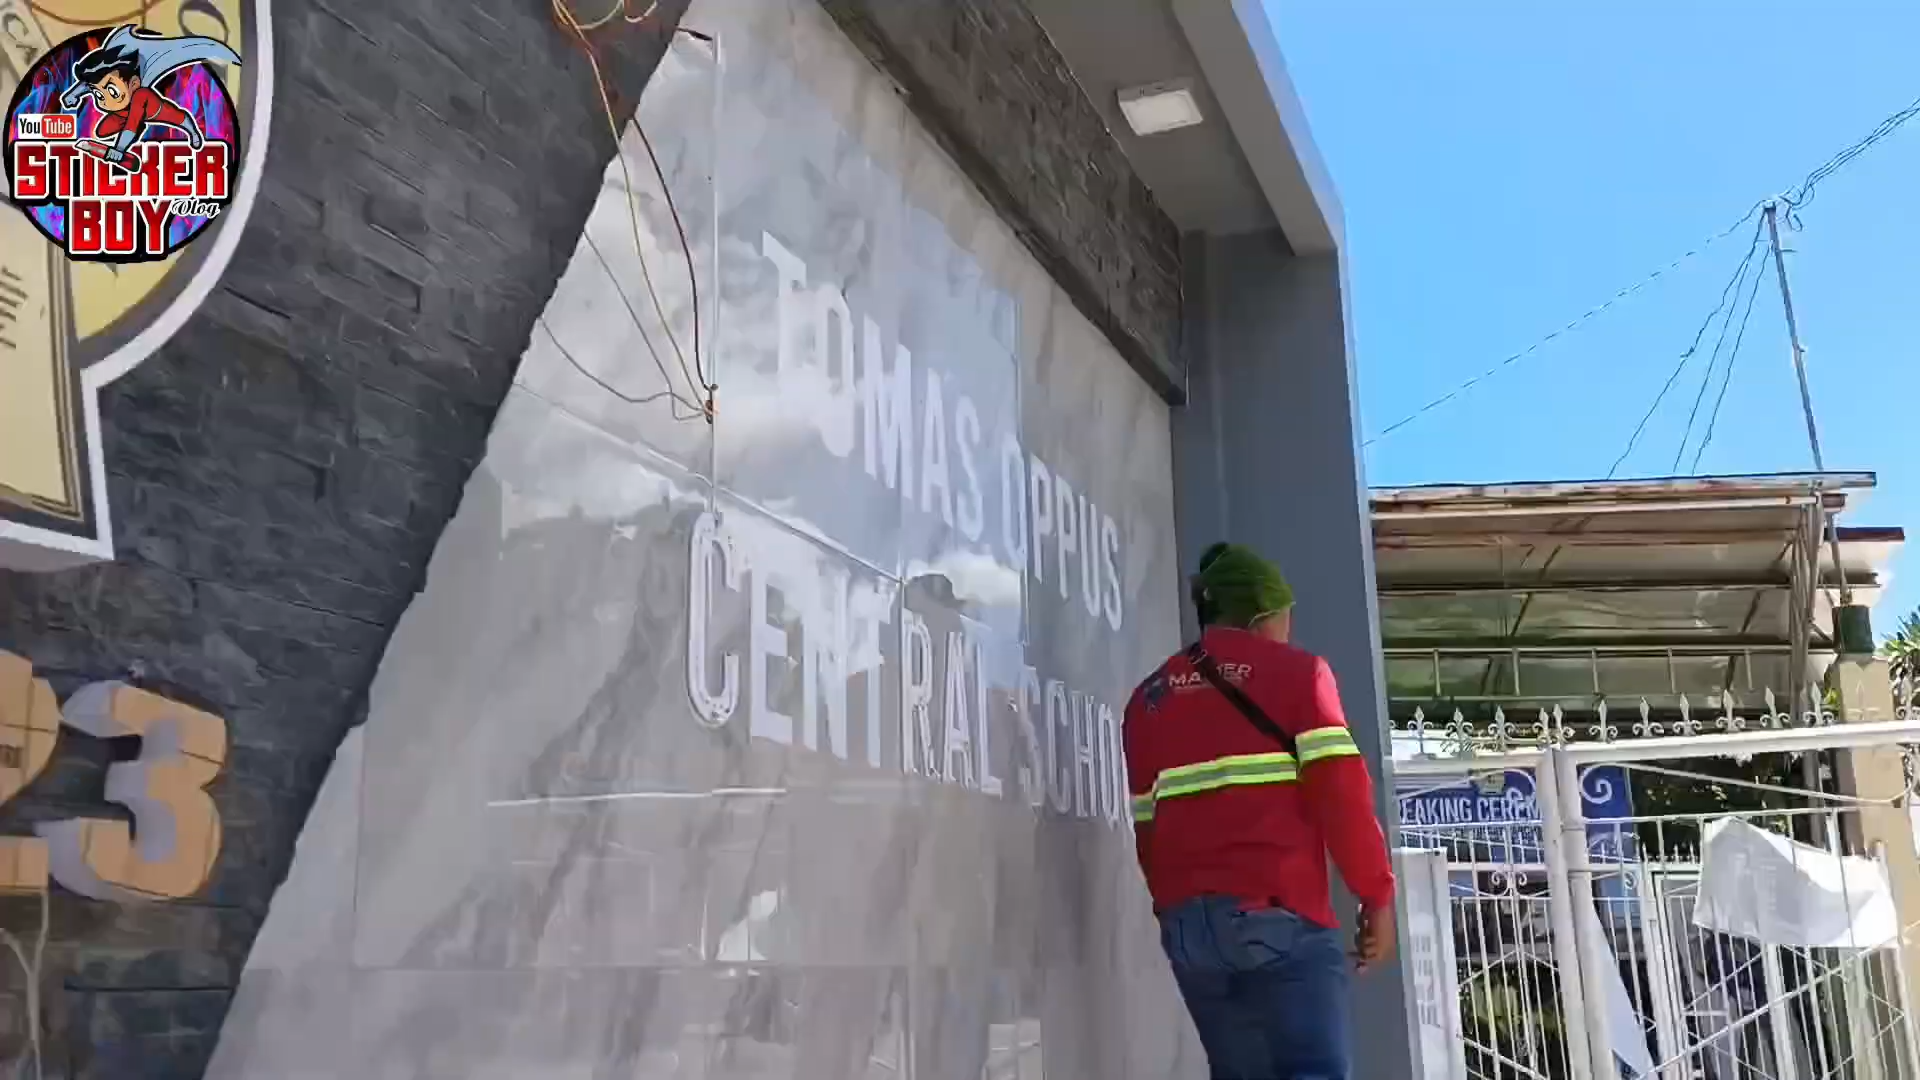 YouTube
STICKER
BOY Vlog
TOMAS OPPUS
CENTRAL SCHO
23
MASTER
EAKING CEREM